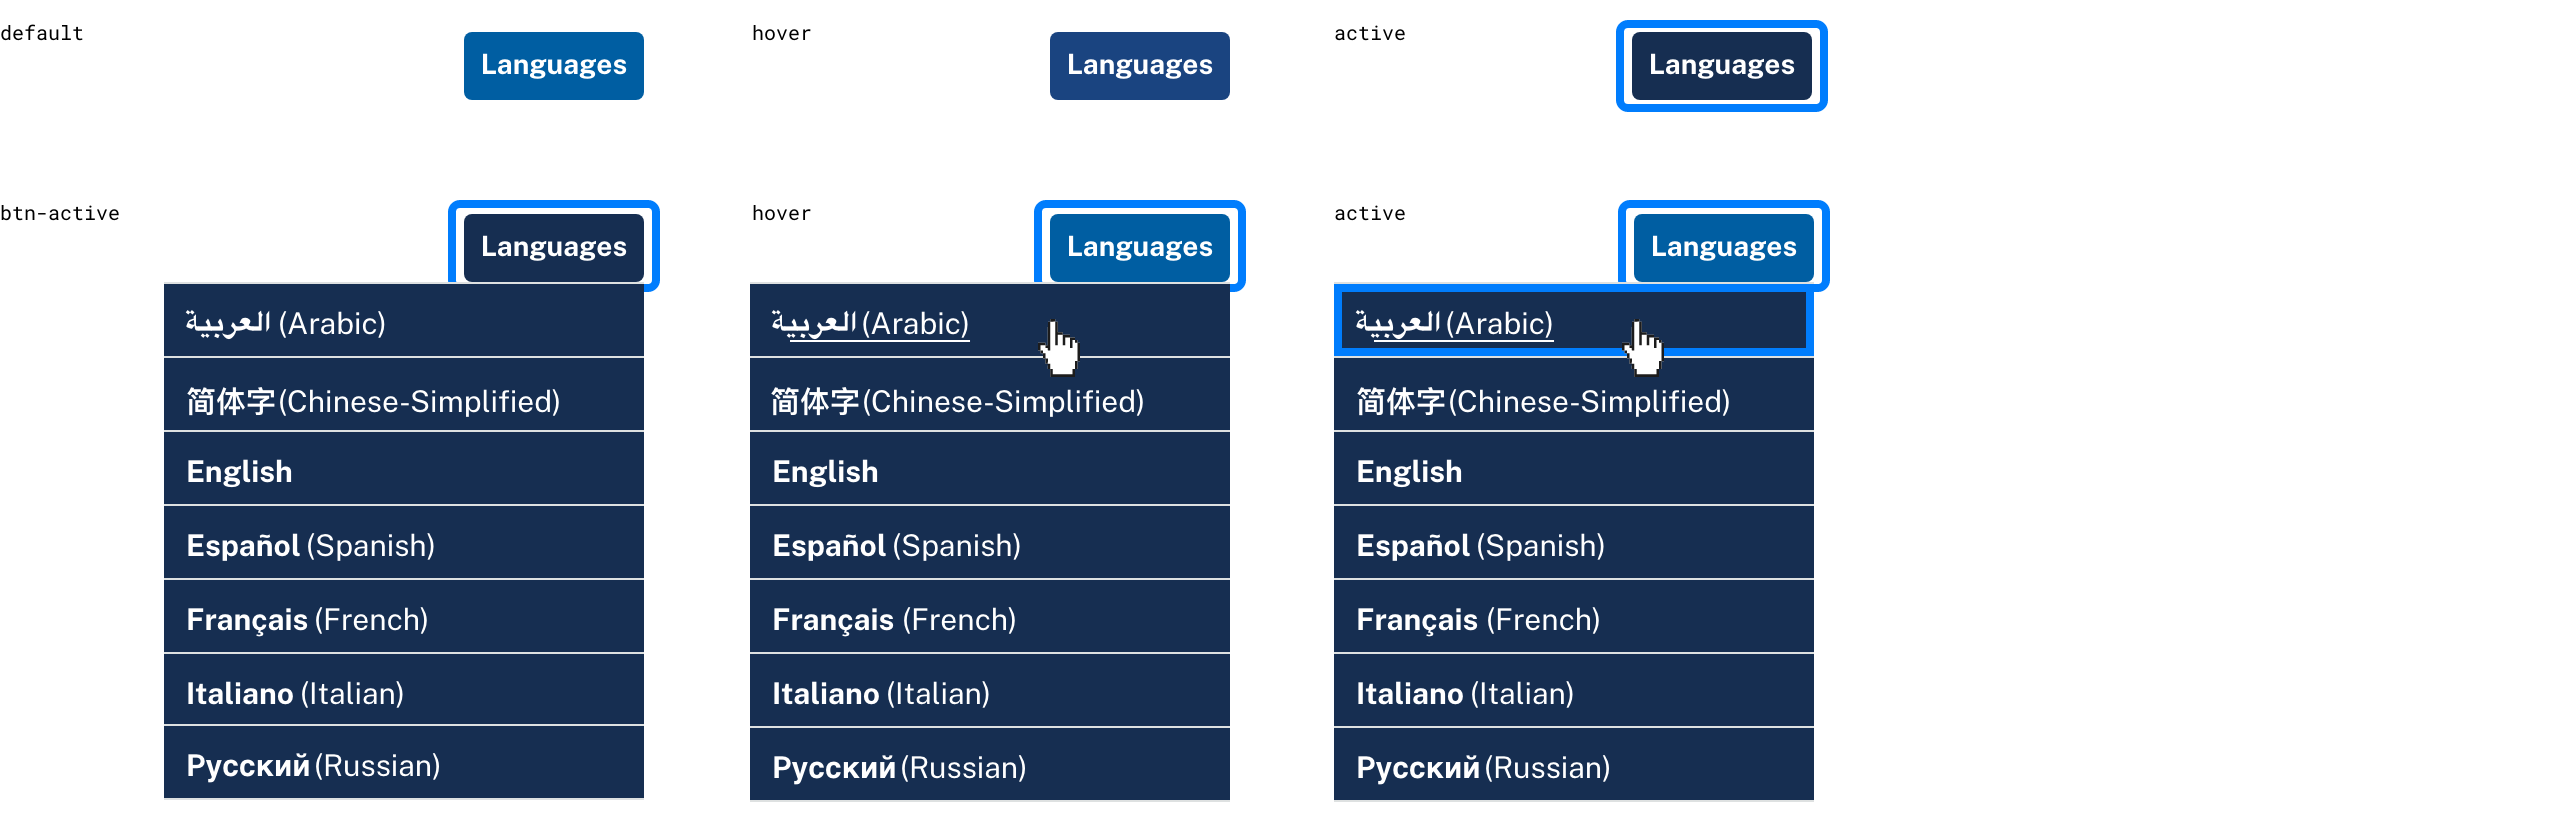 default
Languages
hover
Languages
active
Languages
btn-active
Languages
العربية (Arabic)
简体字(Chinese-Simplified)
English
Español (Spanish)
Français (French)
Italiano (Italian)
Русский (Russian)
hover
Languages
العربية (Arabic)
简体字(Chinese-Simplified)
English
Español (Spanish)
Français (French)
Italiano (Italian)
Русский (Russian)
active
Languages
العربية (Arabic)
简体字(Chinese-Simplified)
English
Español (Spanish)
Français (French)
Italiano (Italian)
Русский (Russian)